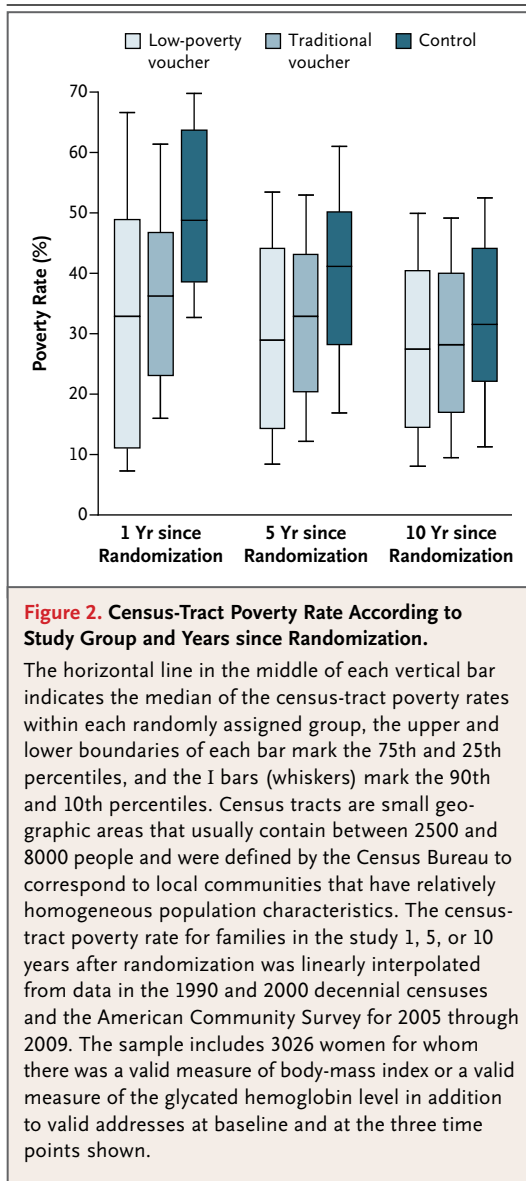 Low-poverty voucher
Traditional voucher
Control
Poverty Rate (%)
70
60
50
40
30
20
10
0
1 Yr since
Randomization
5 Yr since
Randomization
10 Yr since
Randomization
Figure 2. Census-Tract Poverty Rate According to
Study Group and Years since Randomization.
The horizontal line in the middle of each vertical bar
indicates the median of the census-tract poverty rates
within each randomly assigned group, the upper and
lower boundaries of each bar mark the 75th and 25th
percentiles, and the I bars (whiskers) mark the 90th
and 10th percentiles. Census tracts are small geo-
graphic areas that usually contain between 2500 and
8000 people and were defined by the Census Bureau to
correspond to local communities that have relatively
homogeneous population characteristics. The census-
tract poverty rate for families in the study 1, 5, or 10
years after randomization was linearly interpolated
from data in the 1990 and 2000 decennial censuses
and the American Community Survey for 2005 through
2009. The sample includes 3026 women for whom
there was a valid measure of body-mass index or a valid
measure of the glycated hemoglobin level in addition
to valid addresses at baseline and at the three time
points shown.